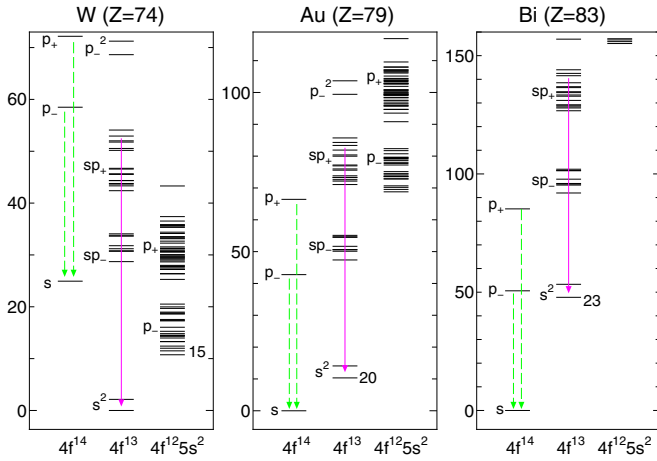 W (Z=74)
Au (Z=79)
Bi (Z=83)
60
40
20
0
p₊
p₋
s
p₋²
sp₊
sp₋
s²
p₊
p₋
15
4f¹⁴
4f¹³
4f¹²5s²
100
50
0
p₊
p₋
s
p₋²
sp₊
sp₋
s²
20
p₊
p₋
4f¹⁴
4f¹³
4f¹²5s²
150
100
50
0
p₊
p₋
s
sp₊
sp₋
s²
23
4f¹⁴
4f¹³
4f¹²5s²